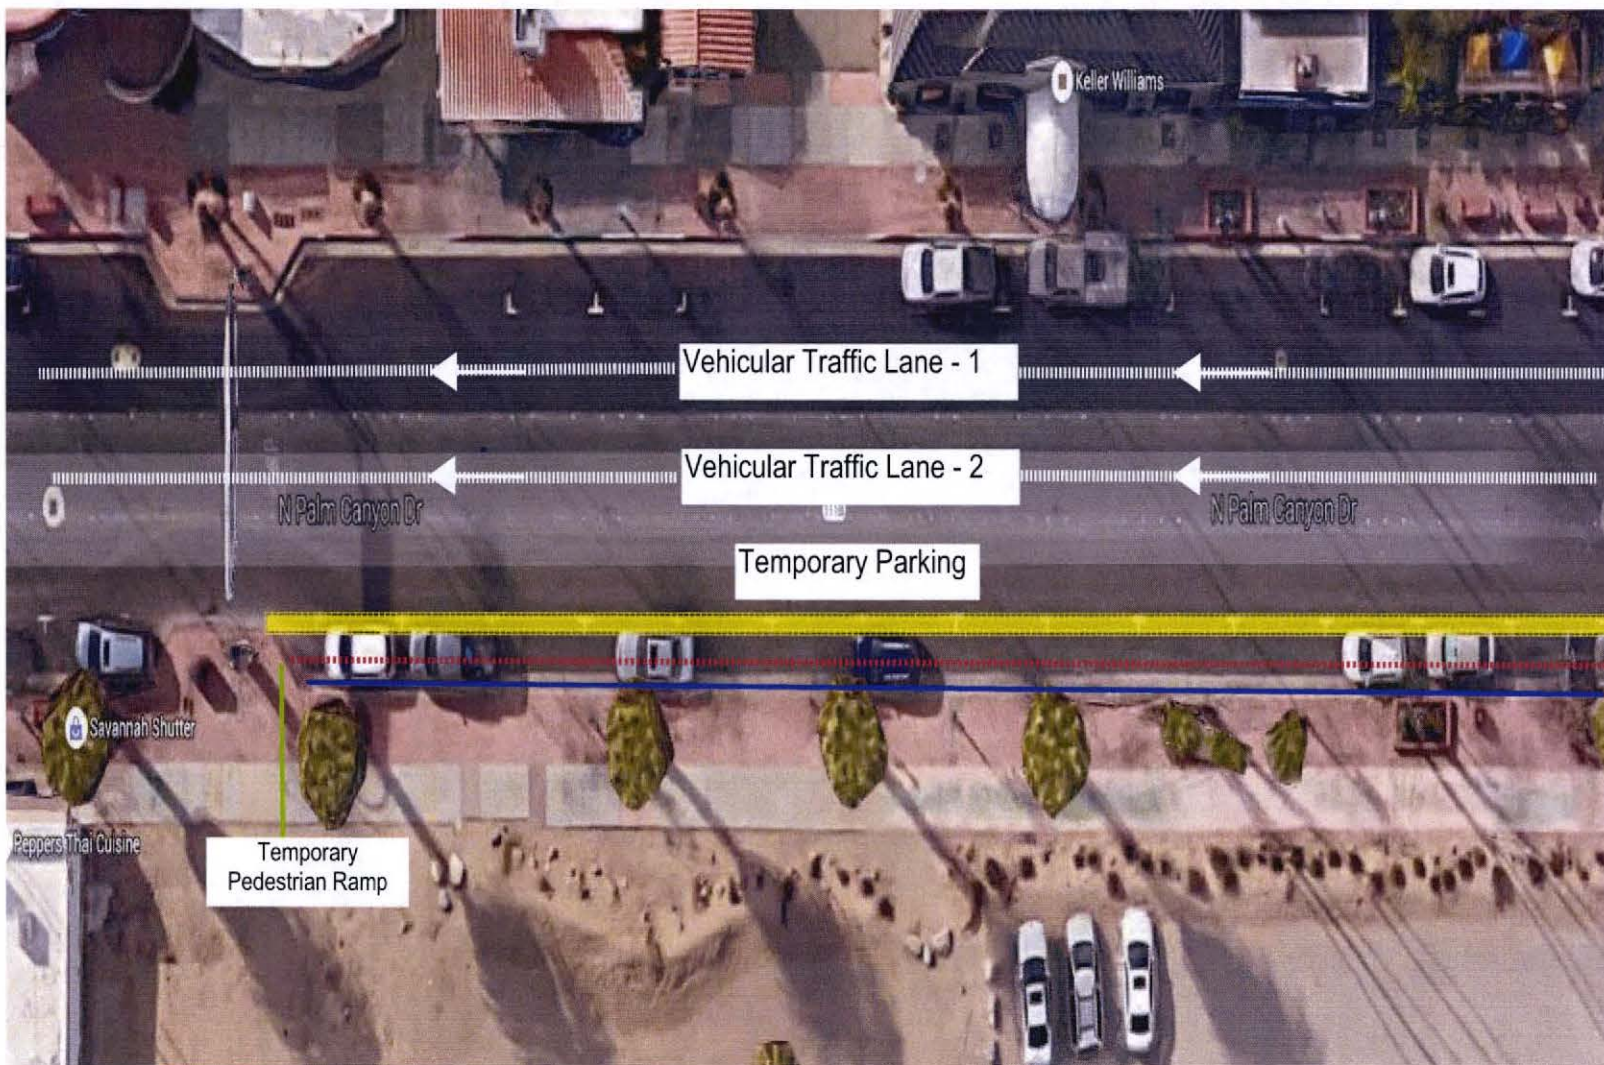 Keller Williams
Vehicular Traffic Lane - 1
Vehicular Traffic Lane - 2
N Palm Canyon Dr
N Palm Canyon Dr
Temporary Parking
Savannah Shutter
Peppers Thai Cuisine
Temporary
Pedestrian Ramp